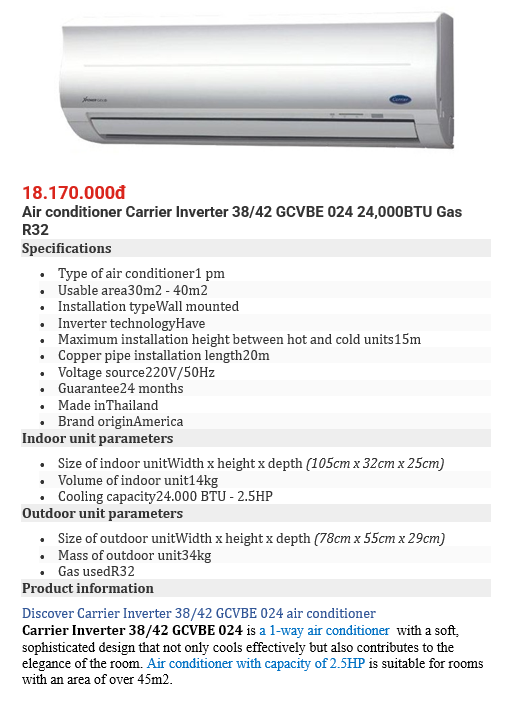 Carrier
18.170.000đ
Air conditioner Carrier Inverter 38/42 GCVBE 024 24,000BTU Gas
R32
Specifications
• Type of air conditioner1 pm
• Usable area30m2 - 40m2
• Installation typeWall mounted
• Inverter technologyHave
• Maximum installation height between hot and cold units15m
• Copper pipe installation length20m
• Voltage source220V/50Hz
• Guarantee24 months
• Made inThailand
• Brand originAmerica
Indoor unit parameters
• Size of indoor unitWidth x height x depth (105cm x 32cm x 25cm)
• Volume of indoor unit14kg
• Cooling capacity24.000 BTU - 2.5HP
Outdoor unit parameters
• Size of outdoor unitWidth x height x depth (78cm x 55cm x 29cm)
• Mass of outdoor unit34kg
• Gas usedR32
Product information
Discover Carrier Inverter 38/42 GCVBE 024 air conditioner
Carrier Inverter 38/42 GCVBE 024 is a 1-way air conditioner with a soft,
sophisticated design that not only cools effectively but also contributes to the
elegance of the room. Air conditioner with capacity of 2.5HP is suitable for rooms
with an area of over 45m2.